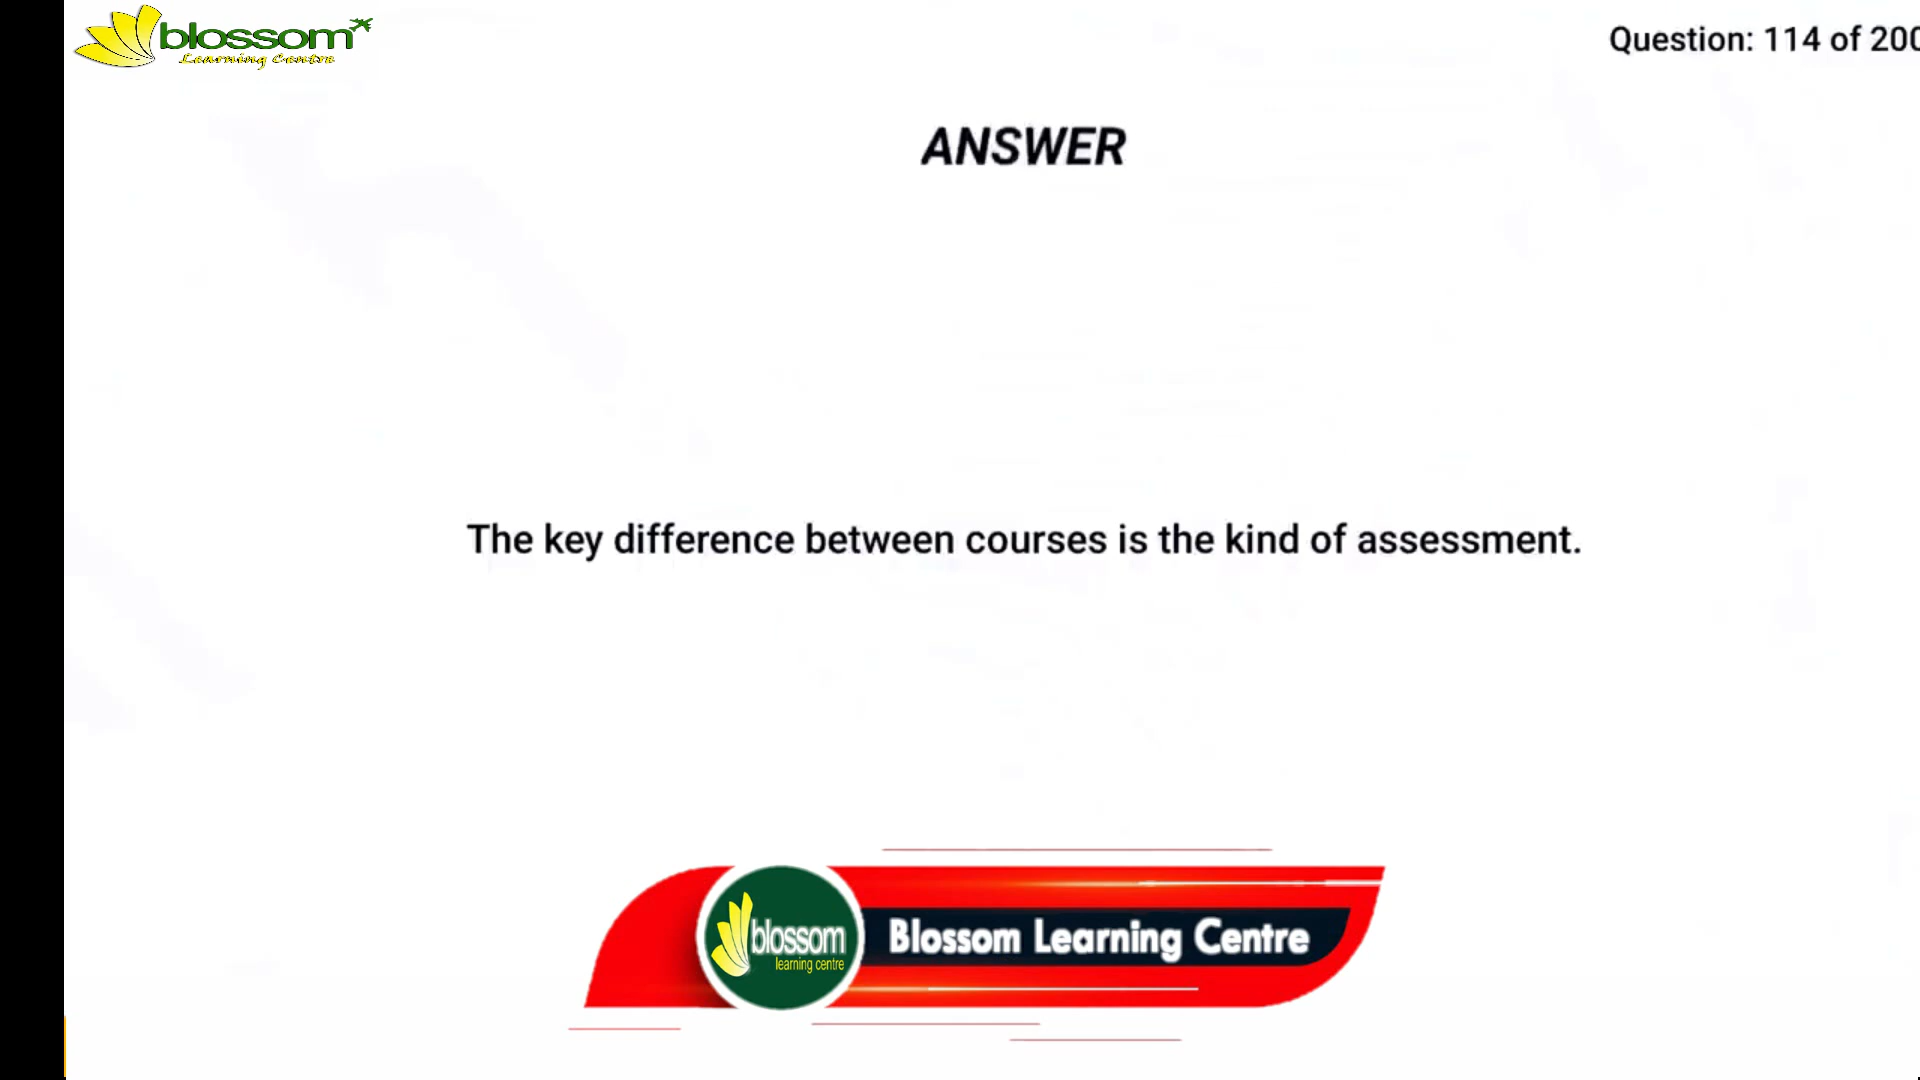 blossom
Learning Centre
Question: 114 of 200
ANSWER
The key difference between courses is the kind of assessment.
blossom
learning centre
Blossom Learning Centre